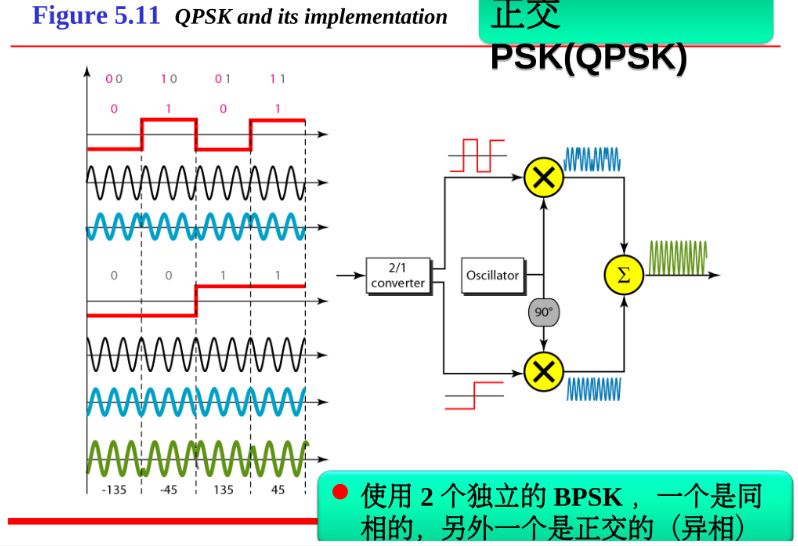 Figure 5.11 QPSK and its implementation
正交
PSK(QPSK)
00 10 01 11
0 1 0 1
0 0 1 1
-135 -45 135 45
2/1
converter
Oscillator
90°
Σ
使用 2 个独立的 BPSK ，一个是同
相的，另外一个是正交的（异相）